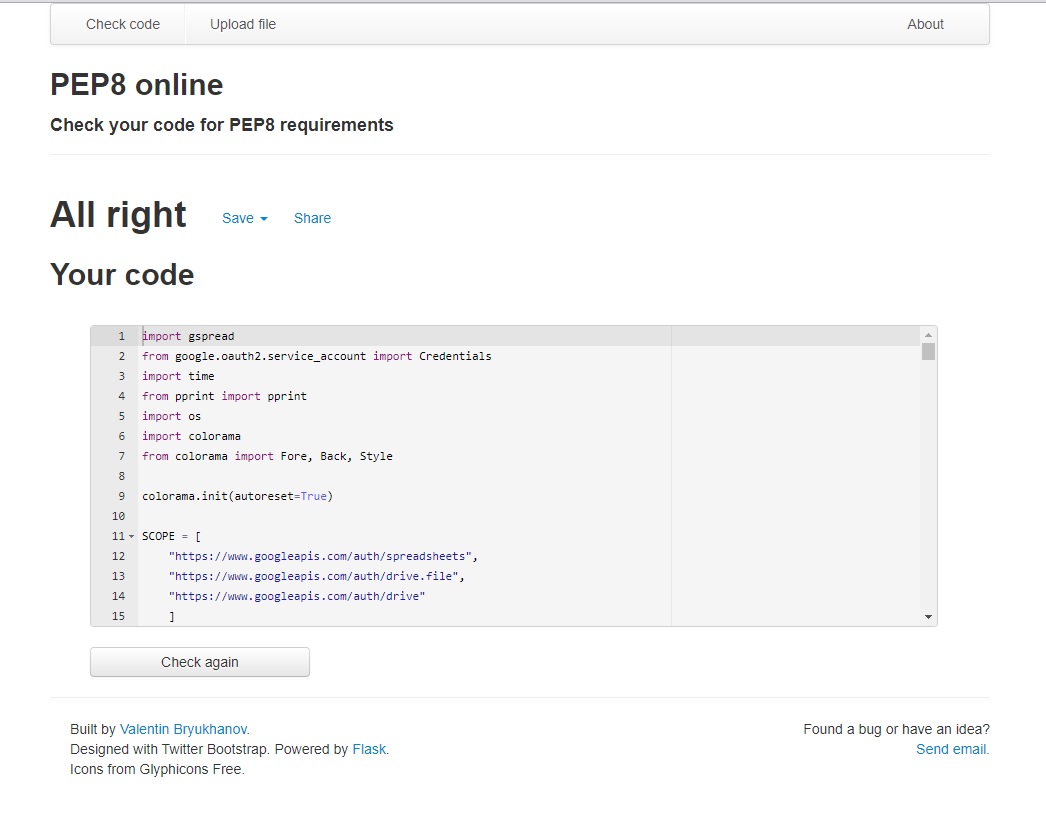 Check code Upload file About
PEP8 online
Check your code for PEP8 requirements
All right Save Share
Your code
1 import gspread
2 from google.oauth2.service_account import Credentials
3 import time
4 from pprint import pprint
5 import os
6 import colorama
7 from colorama import Fore, Back, Style
8
9 colorama.init(autoreset=True)
10
11 SCOPE = [
12     "https://www.googleapis.com/auth/spreadsheets",
13     "https://www.googleapis.com/auth/drive.file",
14     "https://www.googleapis.com/auth/drive"
15     ]
Check again
Built by Valentin Bryukhanov. Found a bug or have an idea?
Designed with Twitter Bootstrap. Powered by Flask. Send email.
Icons from Glyphicons Free.